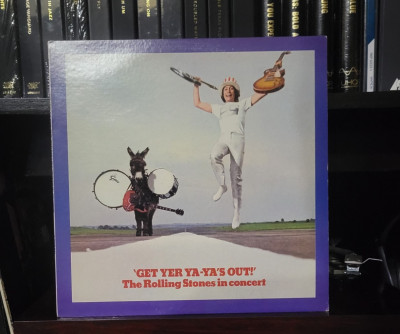 'GET YER YA-YA'S OUT!'
The Rolling Stones in concert